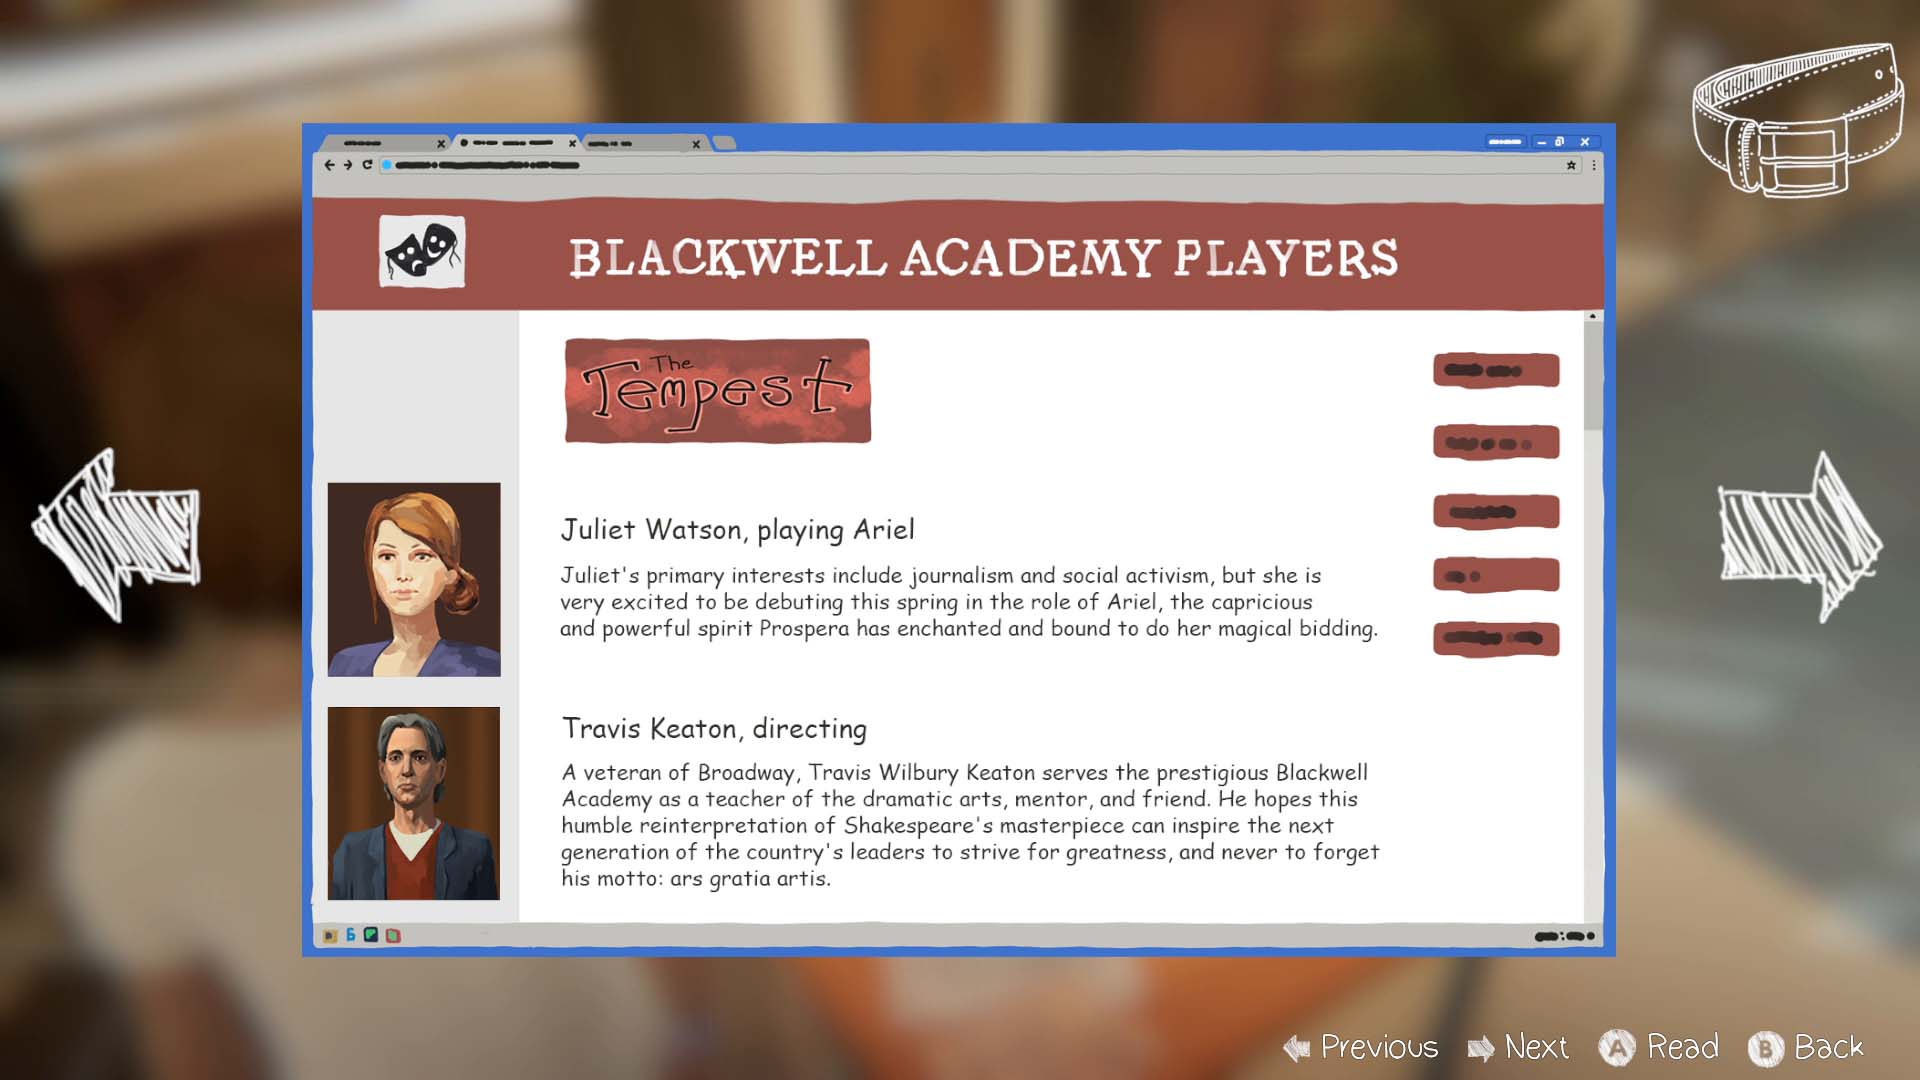 BLACKWELL ACADEMY PLAYERS
The
Tempest
Juliet Watson, playing Ariel
Juliet's primary interests include journalism and social activism, but she is
very excited to be debuting this spring in the role of Ariel, the capricious
and powerful spirit Prospera has enchanted and bound to do her magical bidding.
Travis Keaton, directing
A veteran of Broadway, Travis Wilbury Keaton serves the prestigious Blackwell
Academy as a teacher of the dramatic arts, mentor, and friend. He hopes this
humble reinterpretation of Shakespeare's masterpiece can inspire the next
generation of the country's leaders to strive for greatness, and never to forget
his motto: ars gratia artis.
Previous Next A Read B Back